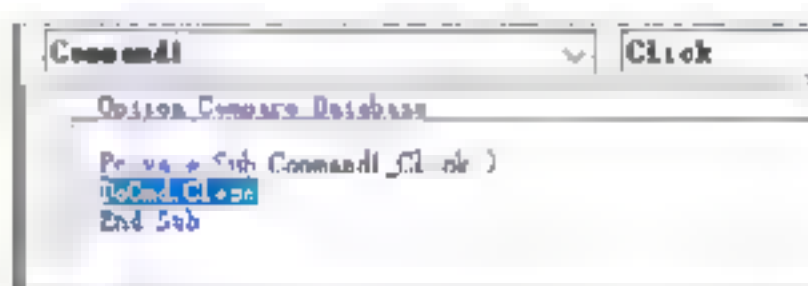 Command1
Click
Option Compare Database
Private Sub Command1_Click()
DoCmd.Close
End Sub